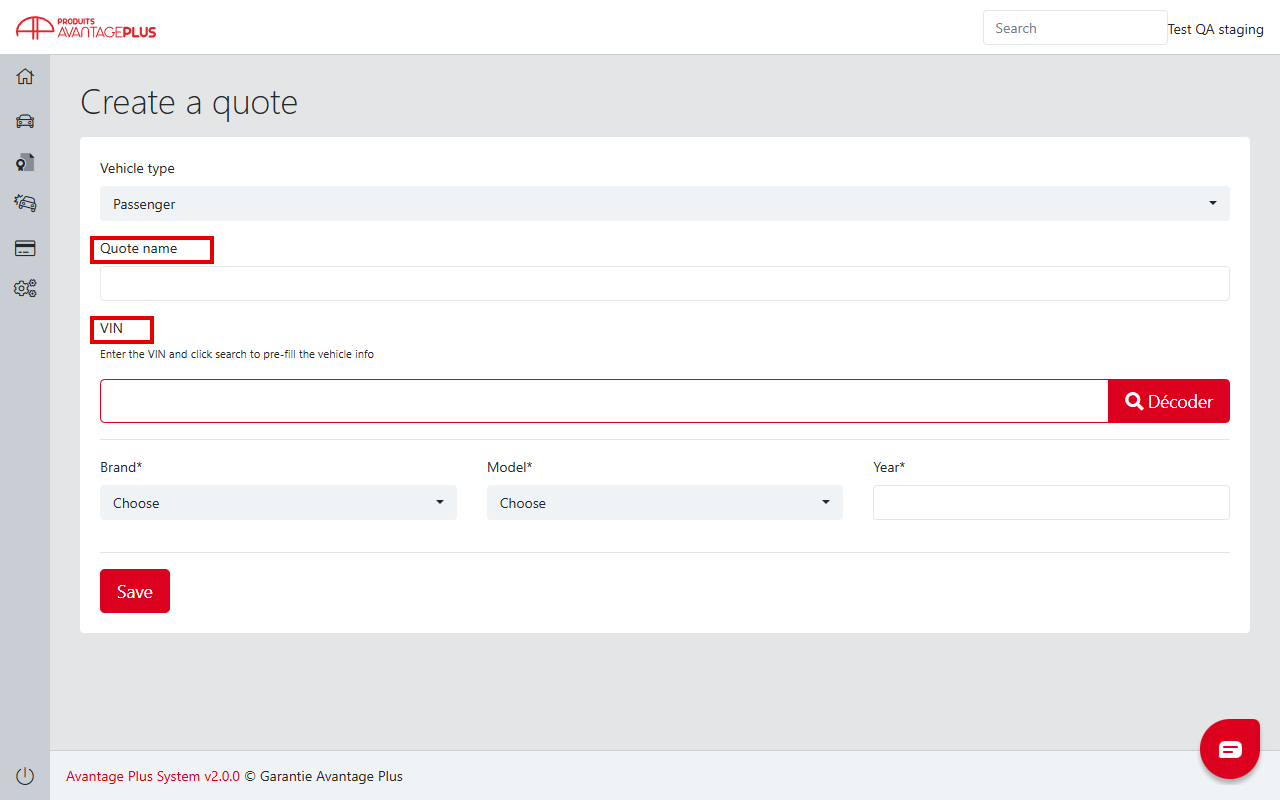 PRODUITS
AVANTAGEPLUS
Search
Test QA staging
Create a quote
Vehicle type
Passenger
Quote name
VIN
Enter the VIN and click search to pre-fill the vehicle info
Décoder
Brand*
Model*
Year*
Choose
Choose
Save
Avantage Plus System v2.0.0 © Garantie Avantage Plus